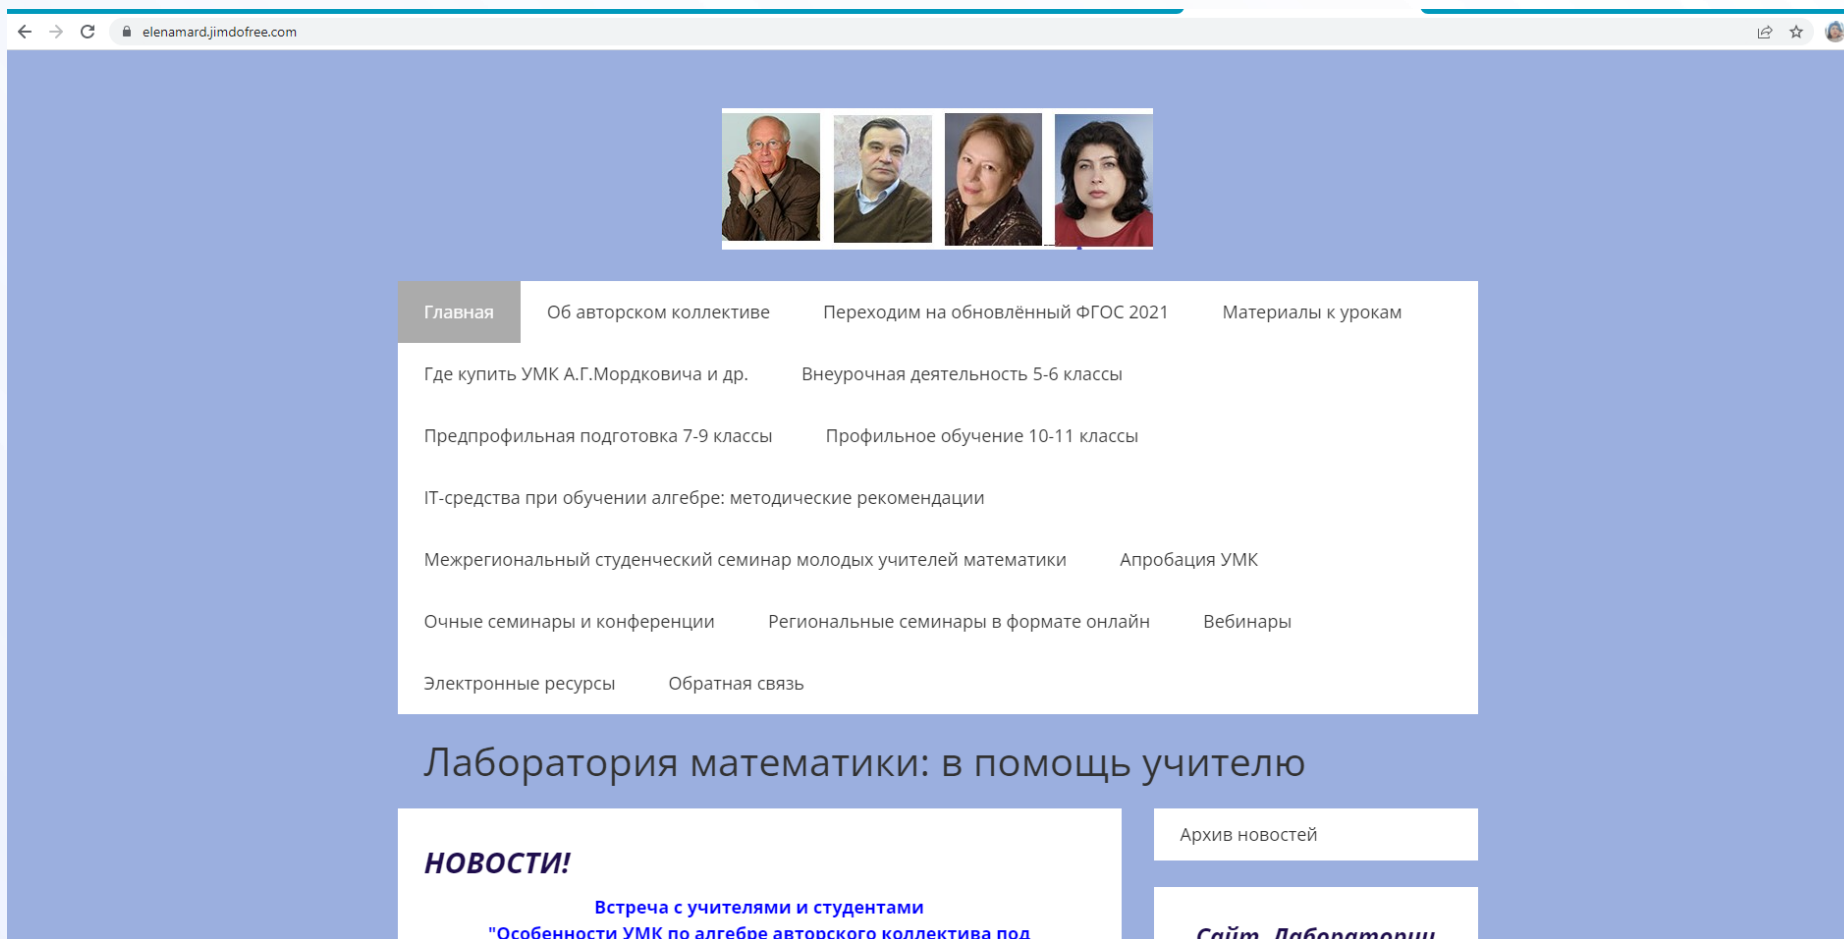 elenamard.jimdofree.com
Главная Об авторском коллективе Переходим на обновлённый ФГОС 2021 Материалы к урокам
Где купить УМК А.Г.Мордковича и др. Внеурочная деятельность 5-6 классы
Предпрофильная подготовка 7-9 классы Профильное обучение 10-11 классы
IT-средства при обучении алгебре: методические рекомендации
Межрегиональный студенческий семинар молодых учителей математики Апробация УМК
Очные семинары и конференции Региональные семинары в формате онлайн Вебинары
Электронные ресурсы Обратная связь
Лаборатория математики: в помощь учителю
НОВОСТИ!
Встреча с учителями и студентами
"Особенности УМК по алгебре авторского коллектива под
Архив новостей
Сайт Лаборатории